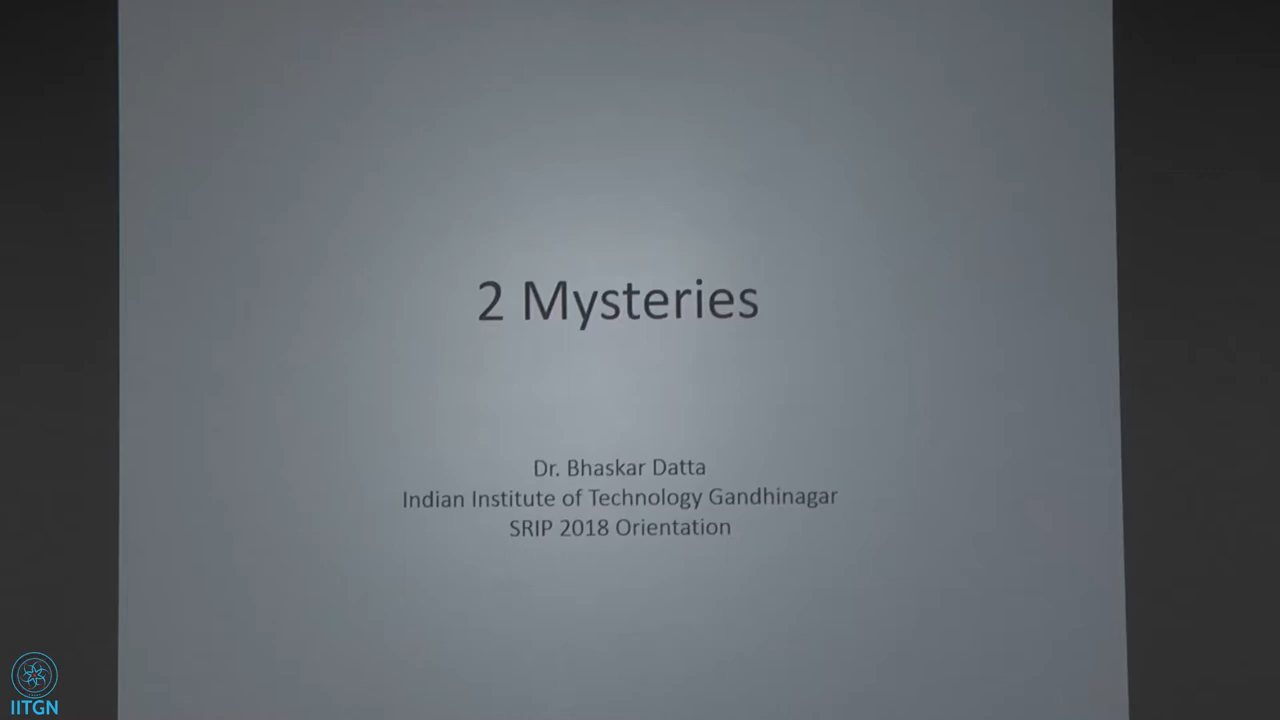 2 Mysteries
Dr. Bhaskar Datta
Indian Institute of Technology Gandhinagar
SRIP 2018 Orientation
IITGN